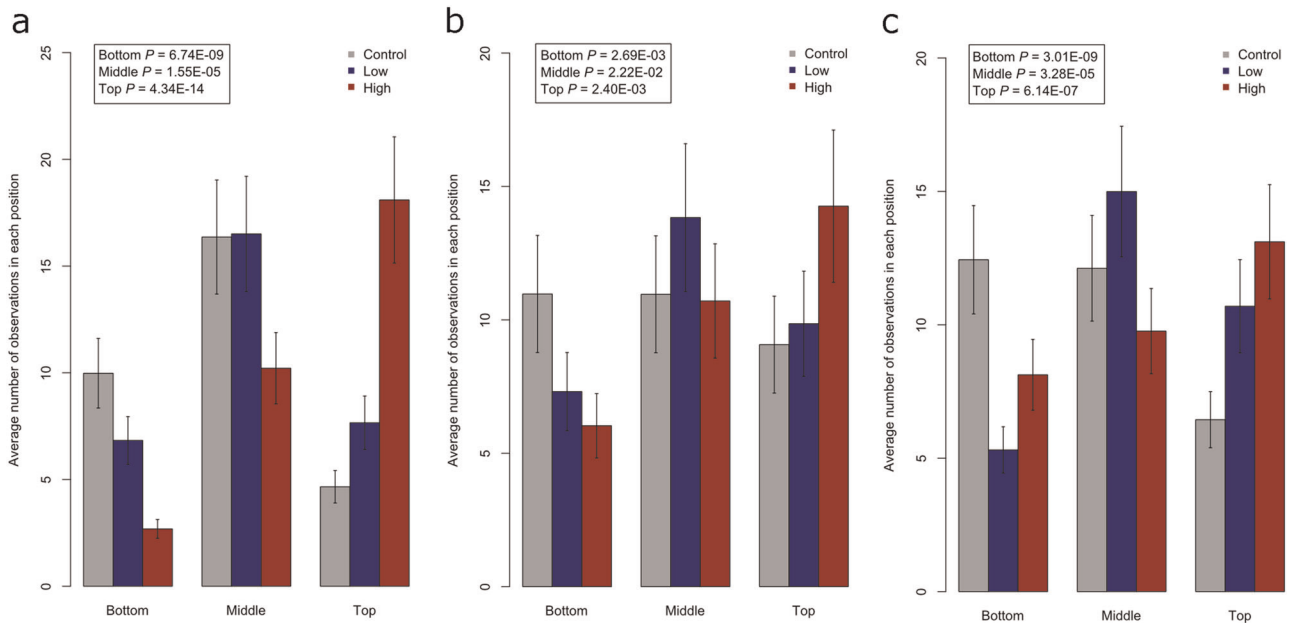 a
25
20
15
10
5
0
Average number of observations in each position
Bottom P = 6.74E-09
Middle P = 1.55E-05
Top P = 4.34E-14
Control
Low
High
Bottom Middle Top
b
20
15
10
5
0
Average number of observations in each position
Bottom P = 2.69E-03
Middle P = 2.22E-02
Top P = 2.40E-03
Control
Low
High
Bottom Middle Top
c
20
15
10
5
0
Average number of observations in each position
Bottom P = 3.01E-09
Middle P = 3.28E-05
Top P = 6.14E-07
Control
Low
High
Bottom Middle Top